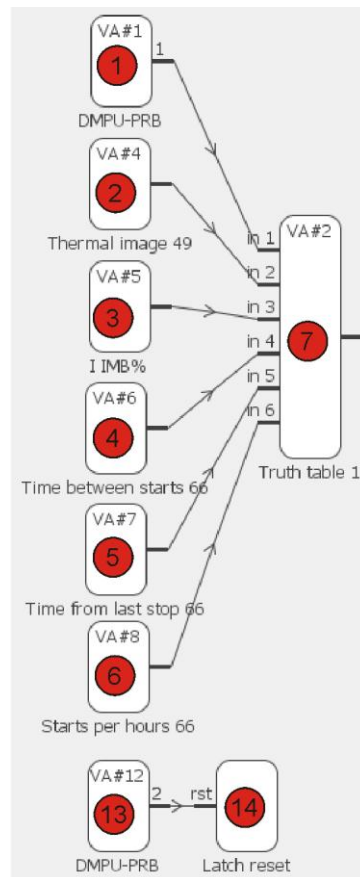 VA#1
1
1
DMPU-PRB
VA#4
2
Thermal image 49
VA#5
3
I IMB%
VA#6
4
Time between starts 66
VA#7
5
Time from last stop 66
VA#8
6
Starts per hours 66
in 1
in 2
in 3
in 4
in 5
in 6
VA#2
7
Truth table 1
VA#12
13
2
DMPU-PRB
rst
14
Latch reset